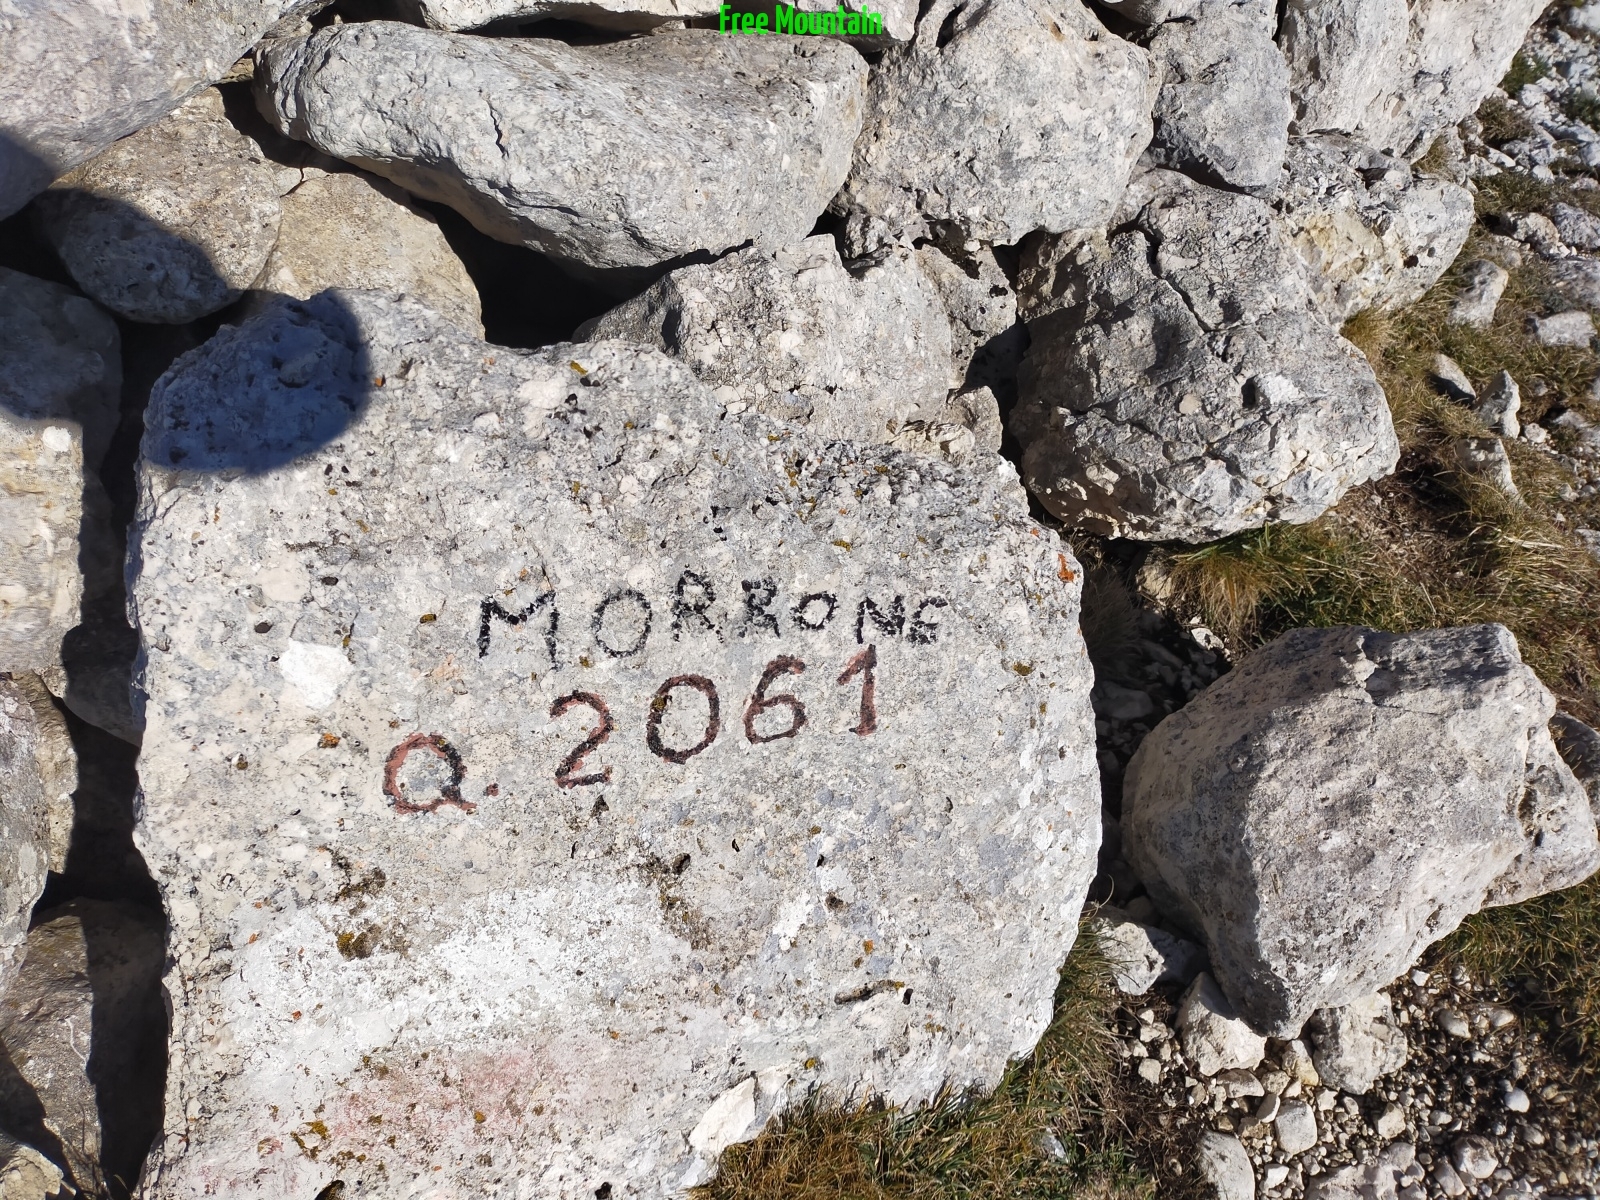 Free Mountain
MORRONE
Q. 2061